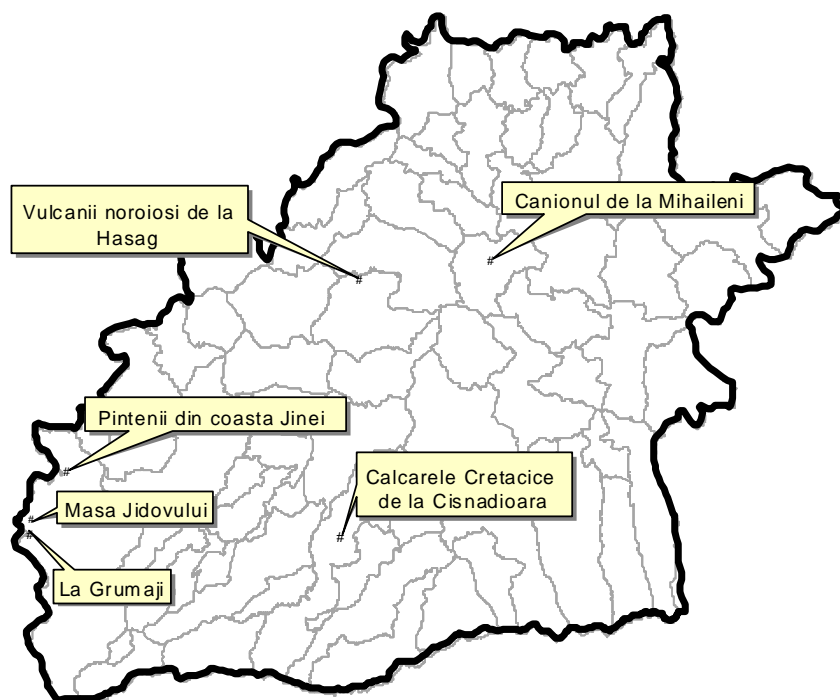 Vulcanii noroiosi de la
Hasag
Canionul de la Mihaileni
Pintenii din coasta Jinei
Calcarele Cretacice
de la Cisnadioara
Masa Jidovului
La Grumaji